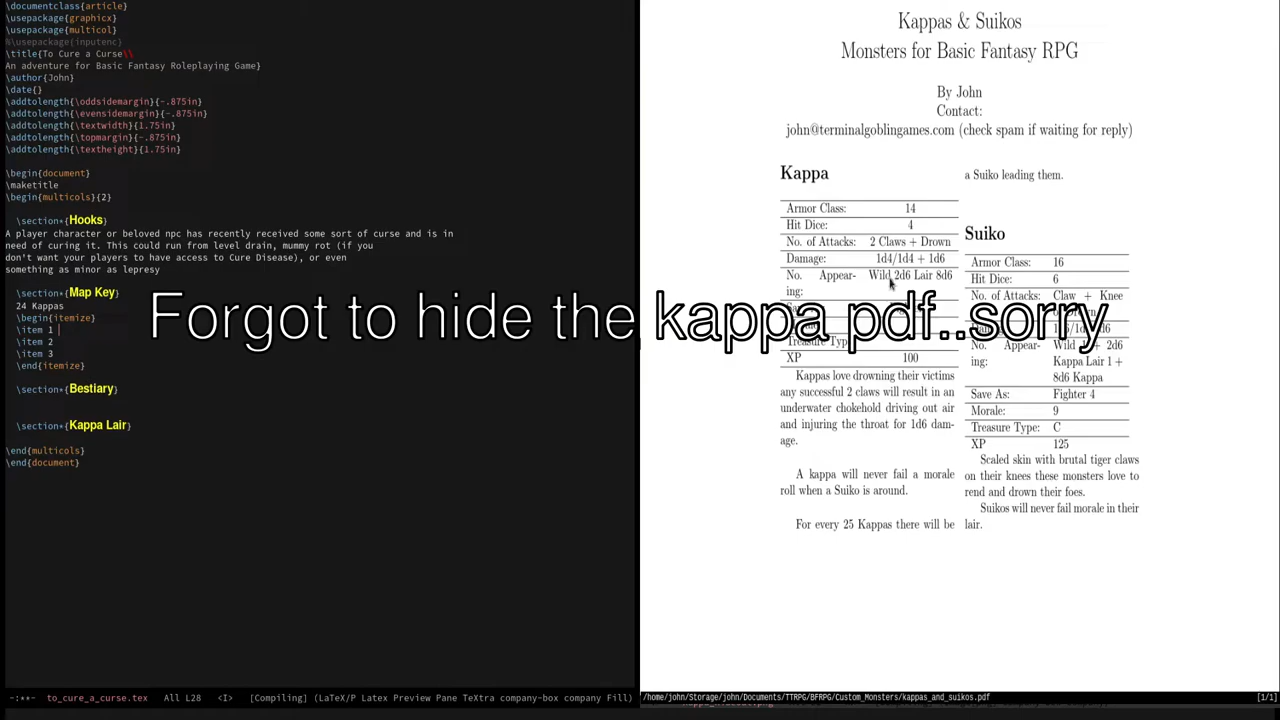 \documentclass{article}
\usepackage{graphicx}
\usepackage{multicol}
%\usepackage{inputenc}
\title{To Cure a Curse\\
An adventure for Basic Fantasy Roleplaying Game}
\author{John}
\date{}
\addtolength{\oddsidemargin}{-.875in}
\addtolength{\evensidemargin}{-.875in}
\addtolength{\textwidth}{1.75in}
\addtolength{\topmargin}{-.875in}
\addtolength{\textheight}{1.75in}
\begin{document}
\maketitle
\begin{multicols}{2}
\section*{Hooks}
A player character or beloved npc has recently received some sort of curse and is in
need of curing it. This could run from level drain, mummy rot (if you
don't want your players to have access to Cure Disease), or even
something as minor as lepresy
\section*{Map Key}
24 Kappas
\begin{itemize}
\item 1
\item 2
\item 3
\end{itemize}
\section*{Bestiary}
\section*{Kappa Lair}
\end{multicols}
\end{document}
-:**- to_cure_a_curse.tex All L28 <I> [Compiling] (LaTeX/P Latex Preview Pane TeXtra company-box company Fill)
Forgot to hide the kappa pdf..sorry
Kappas & Suikos
Monsters for Basic Fantasy RPG
By John
Contact:
john@terminalgoblingames.com (check spam if waiting for reply)
Kappa
Armor Class: 14
Hit Dice: 4
No. of Attacks: 2 Claws + Drown
Damage: 1d4/1d4 + 1d6
No. Appear- Wild 2d6 Lair 8d6
ing:
Treasure Typ
XP 100
Kappas love drowning their victims
any successful 2 claws will result in an
underwater chokehold driving out air
and injuring the throat for 1d6 dam-
age.
A kappa will never fail a morale
roll when a Suiko is around.
For every 25 Kappas there will be
a Suiko leading them.
Suiko
Armor Class: 16
Hit Dice: 6
No. of Attacks: Claw + Knee
No. Appear- Wild + 2d6
ing: Kappa Lair 1 +
8d6 Kappa
Save As: Fighter 4
Morale: 9
Treasure Type: C
XP 125
Scaled skin with brutal tiger claws
on their knees these monsters love to
rend and drown their foes.
Suikos will never fail morale in their
lair.
/home/john/Storage/john/Documents/TTRPG/BFRPG/Custom_Monsters/kappas_and_suikos.pdf [1/1]